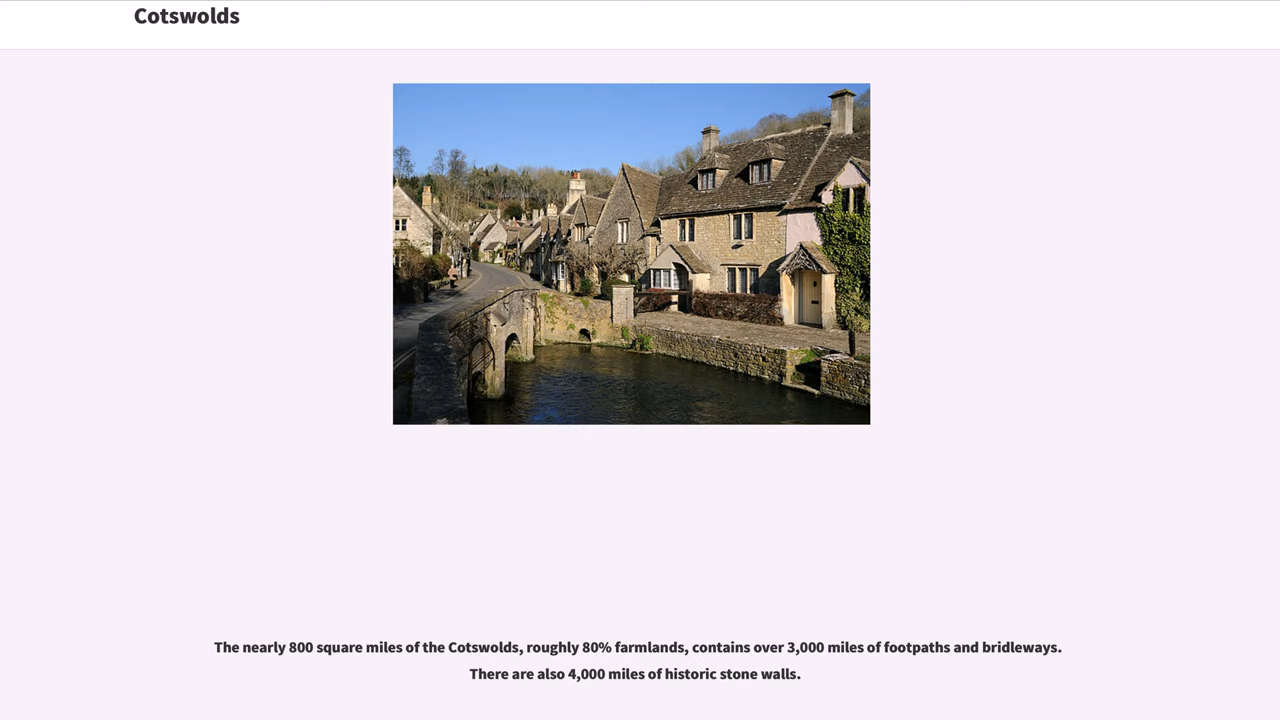 Cotswolds
The nearly 800 square miles of the Cotswolds, roughly 80% farmlands, contains over 3,000 miles of footpaths and bridleways.
There are also 4,000 miles of historic stone walls.